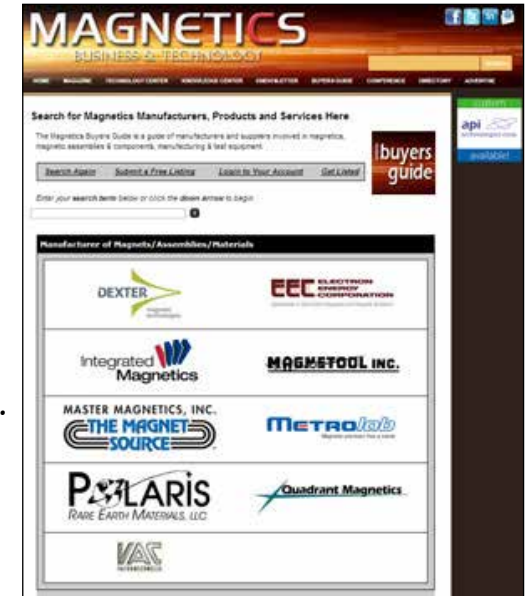 MAGNETICS
BUSINESS & TECHNOLOGY
HOME MAGAZINE TECHNOLOGY CENTER KNOWLEDGE CENTER ENEWSLETTER BUYERS GUIDE CONFERENCE DIRECTORY ADVERTISE
Search for Magnetics Manufacturers, Products and Services Here
The Magnetics Buyers Guide is a guide of manufacturers and suppliers involved in magnetics,
magnetic assemblies & components, manufacturing & test equipment.
Search Again Submit a Free Listing Login to Your Account Get Listed
buyers
guide
custom
api
available!
Enter your search term below or click the down arrow to begin
Manufacturer of Magnets/Assemblies/Materials
DEXTER
magnetic
technologies
EEC ELECTRON
ENERGY
CORPORATION
Integrated
Magnetics
MAGNETOOL INC.
MASTER MAGNETICS, INC.
THE MAGNET
SOURCE
METROlab
POLARIS
RARE EARTH MATERIALS, LLC
Quadrant Magnetics
VAC
VACUUMSCHMELZE